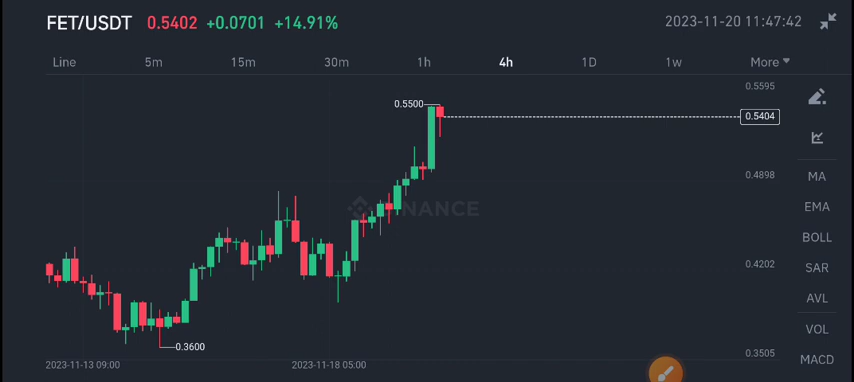 FET/USDT 0.5402 +0.0701 +14.91% 2023-11-20 11:47:42
Line 5m 15m 30m 1h 4h 1D 1w More
0.5595
0.5500
0.5404
0.4898
0.4202
0.3600
0.3505
2023-11-13 09:00 2023-11-18 05:00
BINANCE
MA
EMA
BOLL
SAR
AVL
VOL
MACD